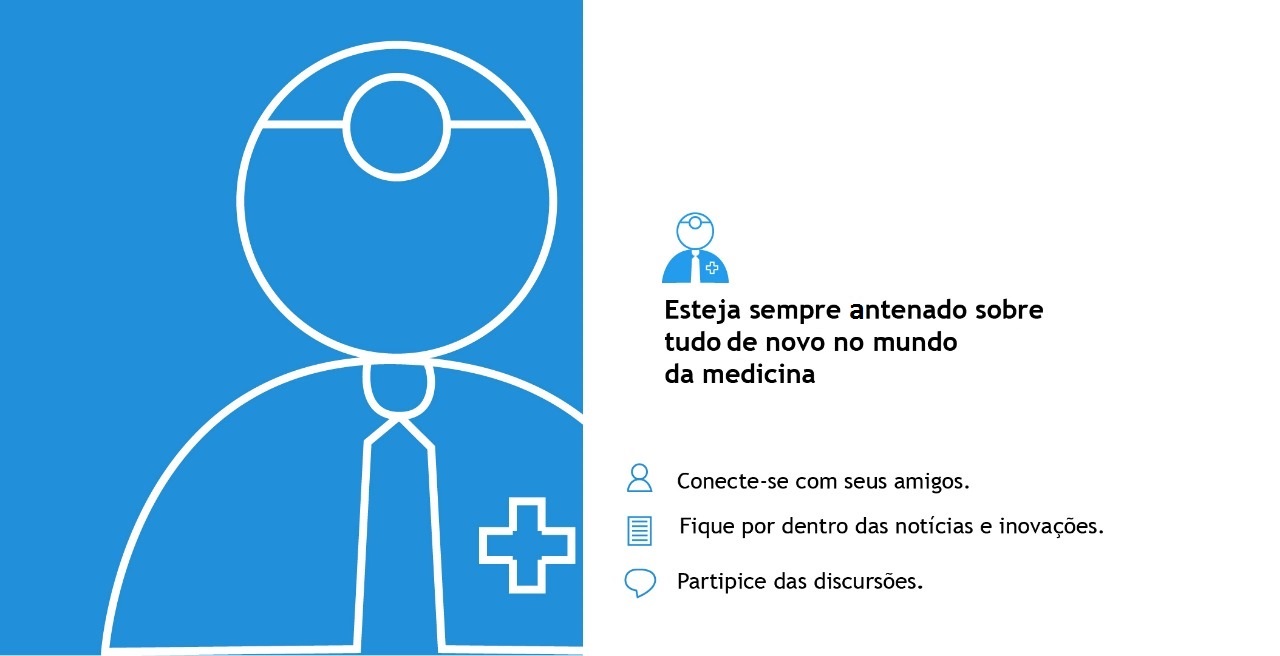 Esteja sempre antenado sobre
tudo de novo no mundo
da medicina
Conecte-se com seus amigos.
Fique por dentro das notícias e inovações.
Partipice das discursões.